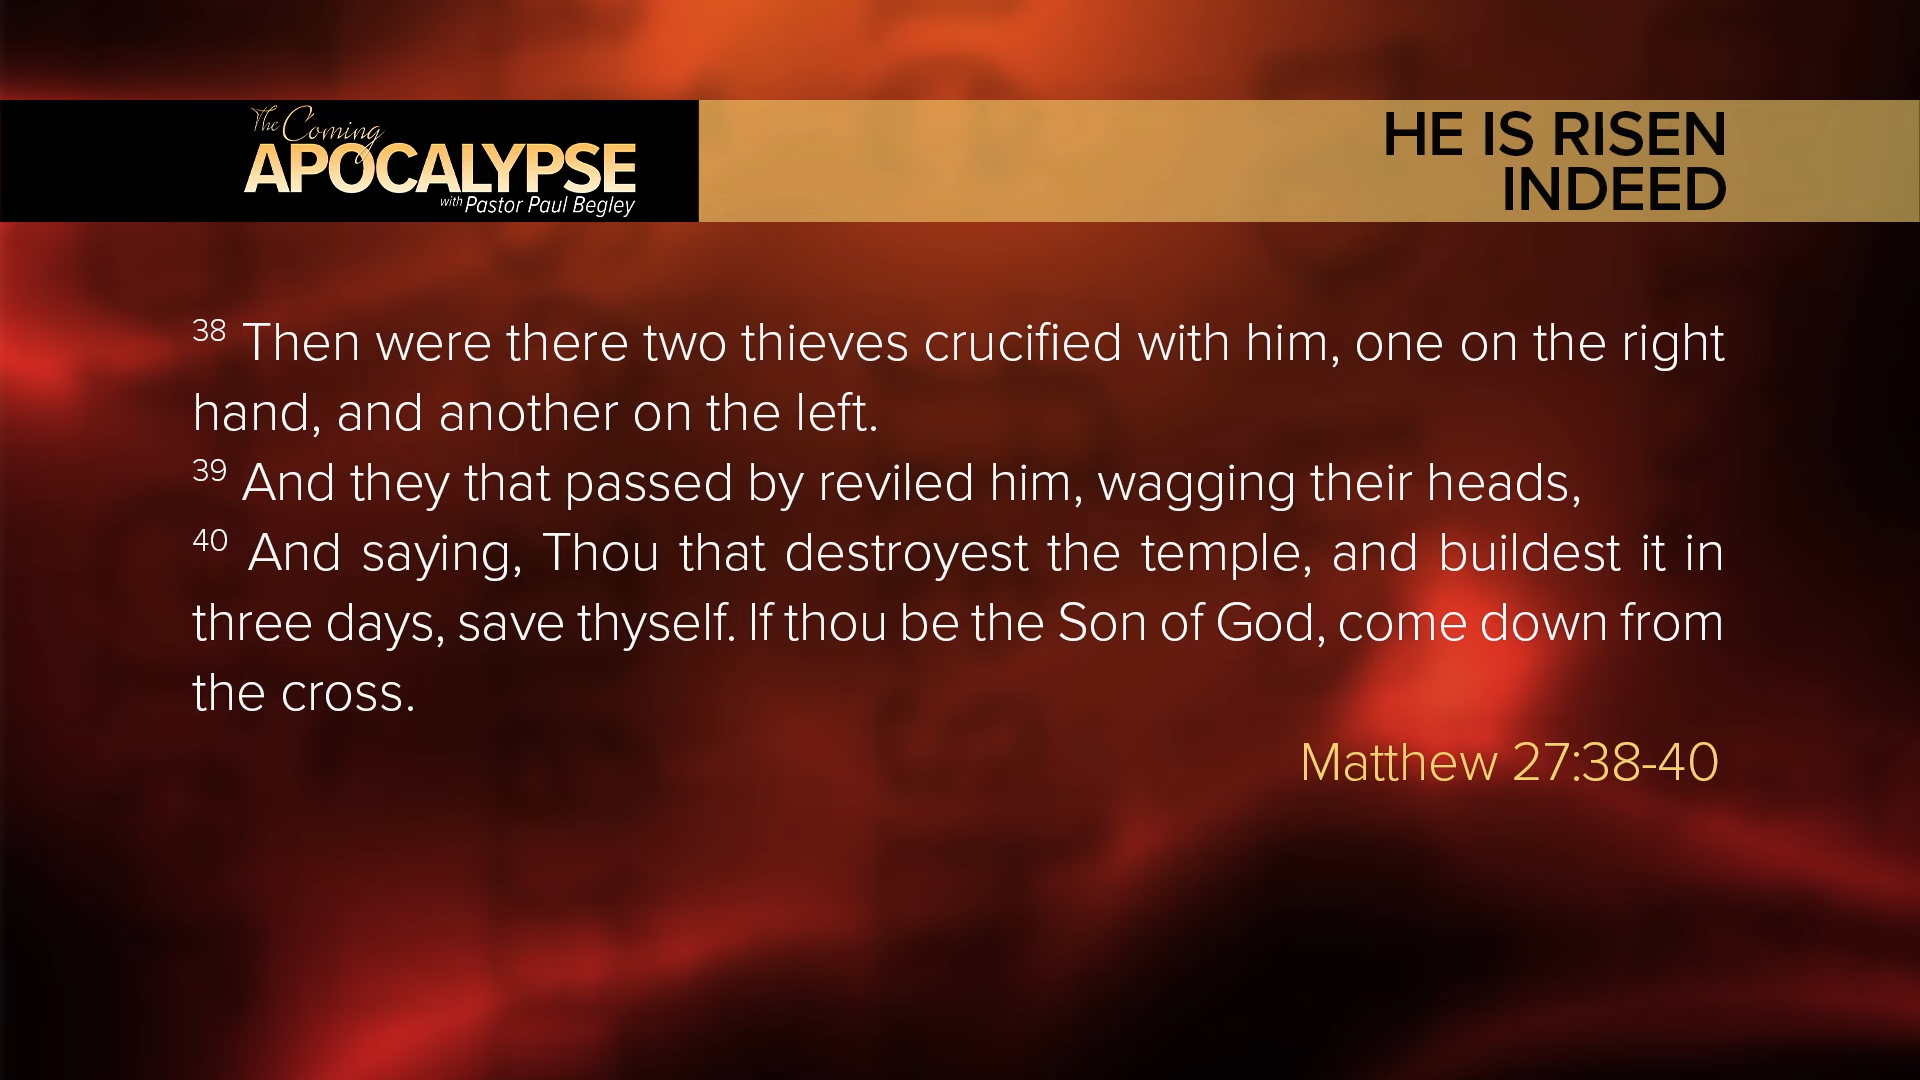 The Coming
APOCALYPSE
with Pastor Paul Begley
HE IS RISEN
INDEED
38 Then were there two thieves crucified with him, one on the right
hand, and another on the left.
39 And they that passed by reviled him, wagging their heads,
40 And saying, Thou that destroyest the temple, and buildest it in
three days, save thyself. If thou be the Son of God, come down from
the cross.
Matthew 27:38-40